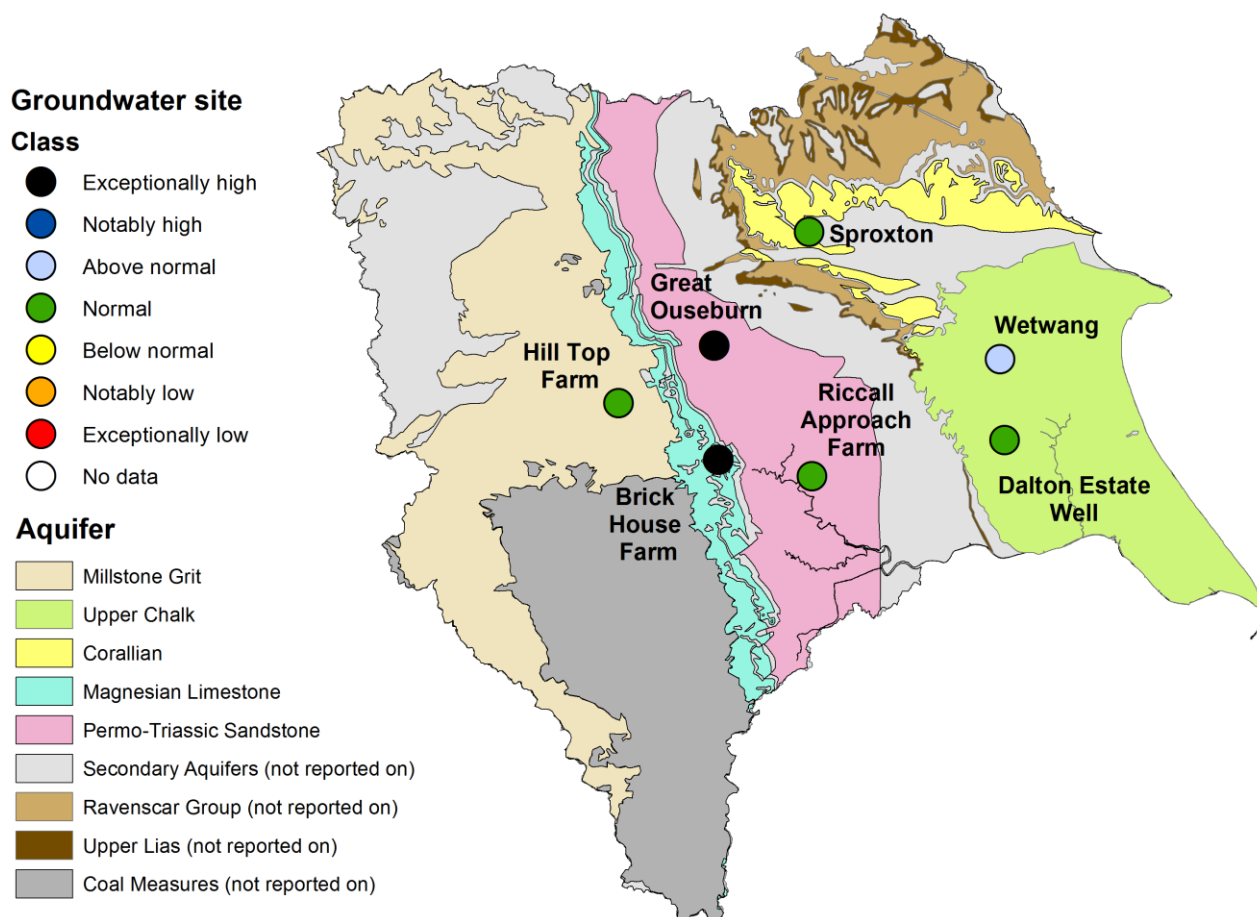 Groundwater site
Class
Exceptionally high
Notably high
Above normal
Normal
Below normal
Notably low
Exceptionally low
No data
Aquifer
Millstone Grit
Upper Chalk
Corallian
Magnesian Limestone
Permo-Triassic Sandstone
Secondary Aquifers (not reported on)
Ravenscar Group (not reported on)
Upper Lias (not reported on)
Coal Measures (not reported on)
Sproxton
Great
Ouseburn
Wetwang
Hill Top
Farm
Riccall
Approach
Farm
Brick
House
Farm
Dalton Estate
Well